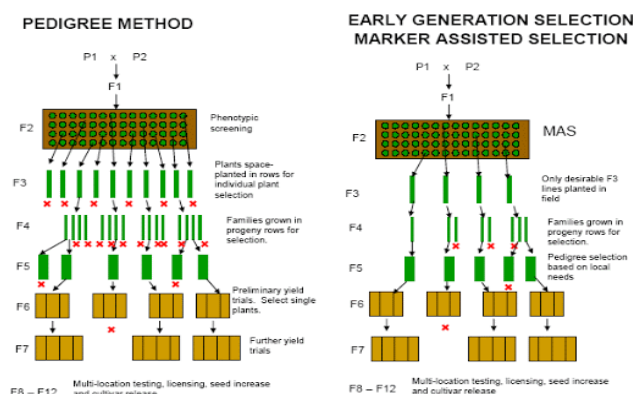 PEDIGREE METHOD
P1 x P2
F1
F2
Phenotypic
screening
F3
Plants space-
planted in rows for
individual plant
selection
F4
Families grown in
progeny rows for
selection.
F5
F6
Preliminary yield
trials. Select single
plants.
F7
Further yield
trials
F8 – F12
Multi-location testing, licensing, seed increase
and cultivar release
EARLY GENERATION SELECTION
MARKER ASSISTED SELECTION
P1 x P2
F1
F2
MAS
F3
Only desirable F3
lines planted in
field
F4
Families grown in
progeny rows for
selection.
F5
Pedigree selection
based on local
needs
F6
F7
F8 – F12
Multi-location testing, licensing, seed increase
and cultivar release